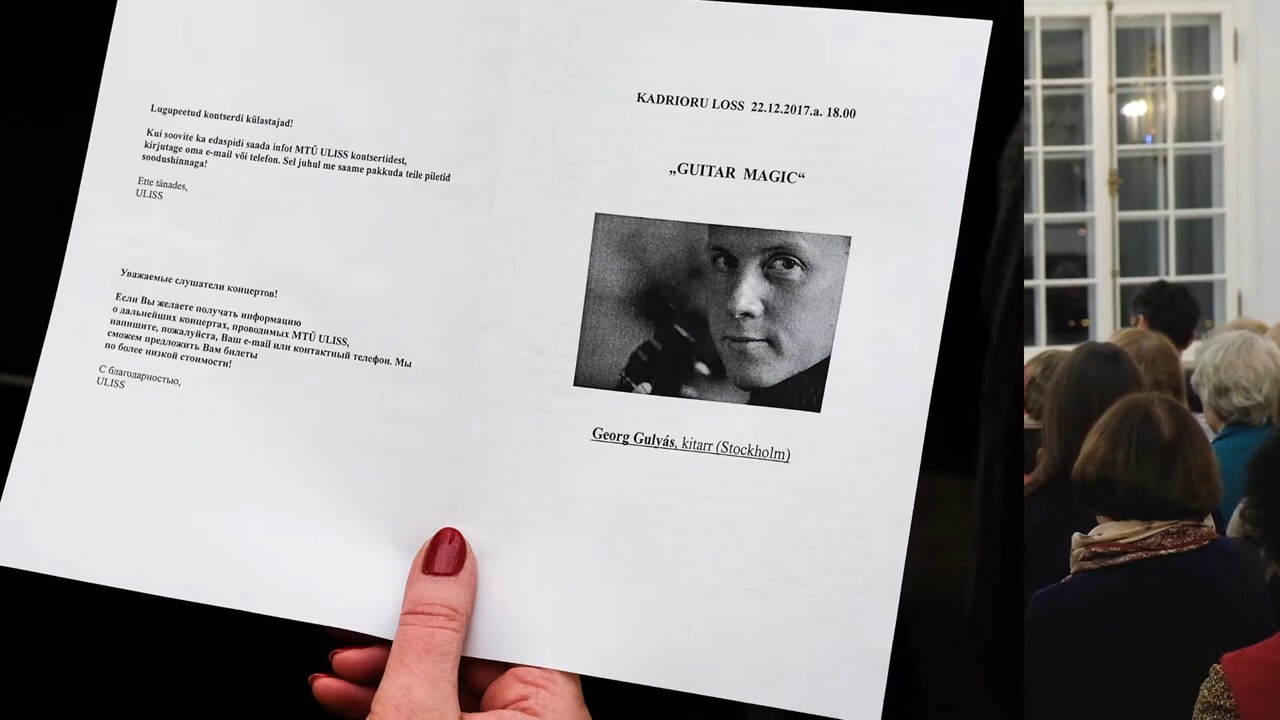 Lugupeetud kontserdi külastajad!
Kui soovite ka edaspidi saada infot MTÜ ULISS kontsertidest,
kirjutage oma e-mail või telefon. Sel juhul me saame pakkuda teile piletid
soodushinnaga!
Ette tänades,
ULISS
Уважаемые слушатели концертов!
Если Вы желаете получать информацию
о дальнейших концертах, проводимых MTÜ ULISS,
напишите, пожалуйста, Ваш e-mail или контактный телефон. Мы
сможем предложить Вам билеты
по более низкой стоимости!
С благодарностью,
ULISS
KADRIORU LOSS 22.12.2017.a. 18.00
„GUITAR MAGIC“
Georg Gulyás, kitarr (Stockholm)